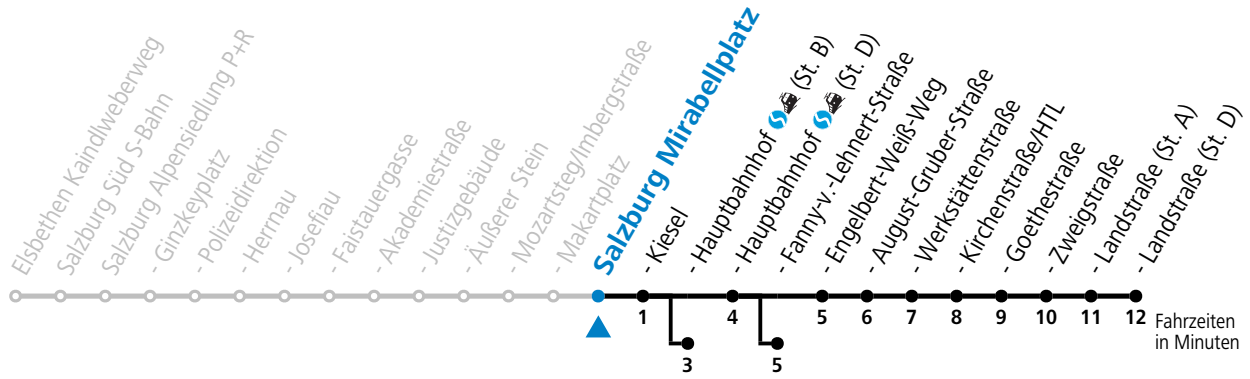 Elsbethen Kaindlweberweg
Salzburg Süd S-Bahn
Salzburg Alpensiedlung P+R
- Ginzkeyplatz
- Polizeidirektion
- Herrnau
- Josefiau
- Faistauergasse
- Akademiestraße
- Justizgebäude
- Äußerer Stein
- Mozartsteg/Imbergstraße
- Makartplatz
Salzburg Mirabellplatz
- Kiesel
- Hauptbahnhof S (St. B)
- Hauptbahnhof S (St. D)
- Fanny-v.-Lehnert-Straße
- Engelbert-Weiß-Weg
- August-Gruber-Straße
- Werkstättenstraße
- Kirchenstraße/HTL
- Goethestraße
- Zweigstraße
- Landstraße (St. A)
- Landstraße (St. D)
1 4 5 6 7 8 9 10 11 12 Fahrzeiten
in Minuten
3 5